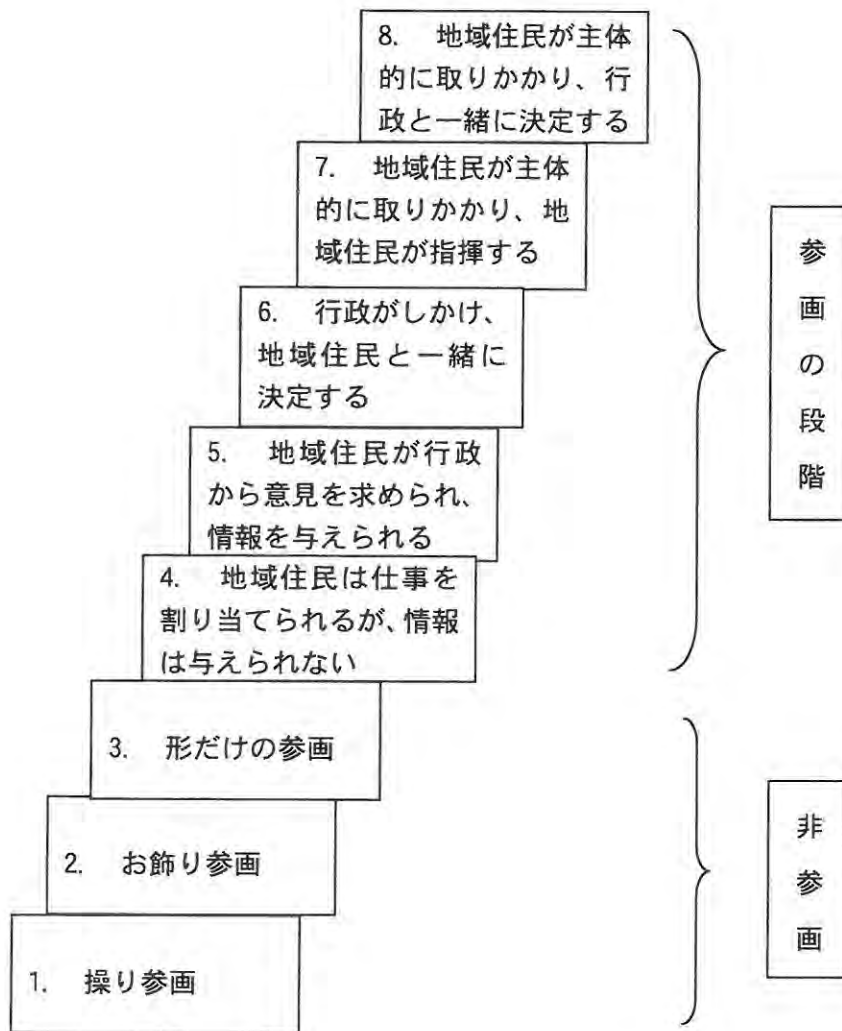 8.　地域住民が主体
的に取りかかり、行
政と一緒に決定する
7.　地域住民が主体
的に取りかかり、地
域住民が指揮する
6.　行政がしかけ、
地域住民と一緒に
決定する
5.　地域住民が行政
から意見を求められ、
情報を与えられる
4.　地域住民は仕事を
割り当てられるが、情報
は与えられない
3.　形だけの参画
2.　お飾り参画
1.　操り参画
参画の段階
非参画